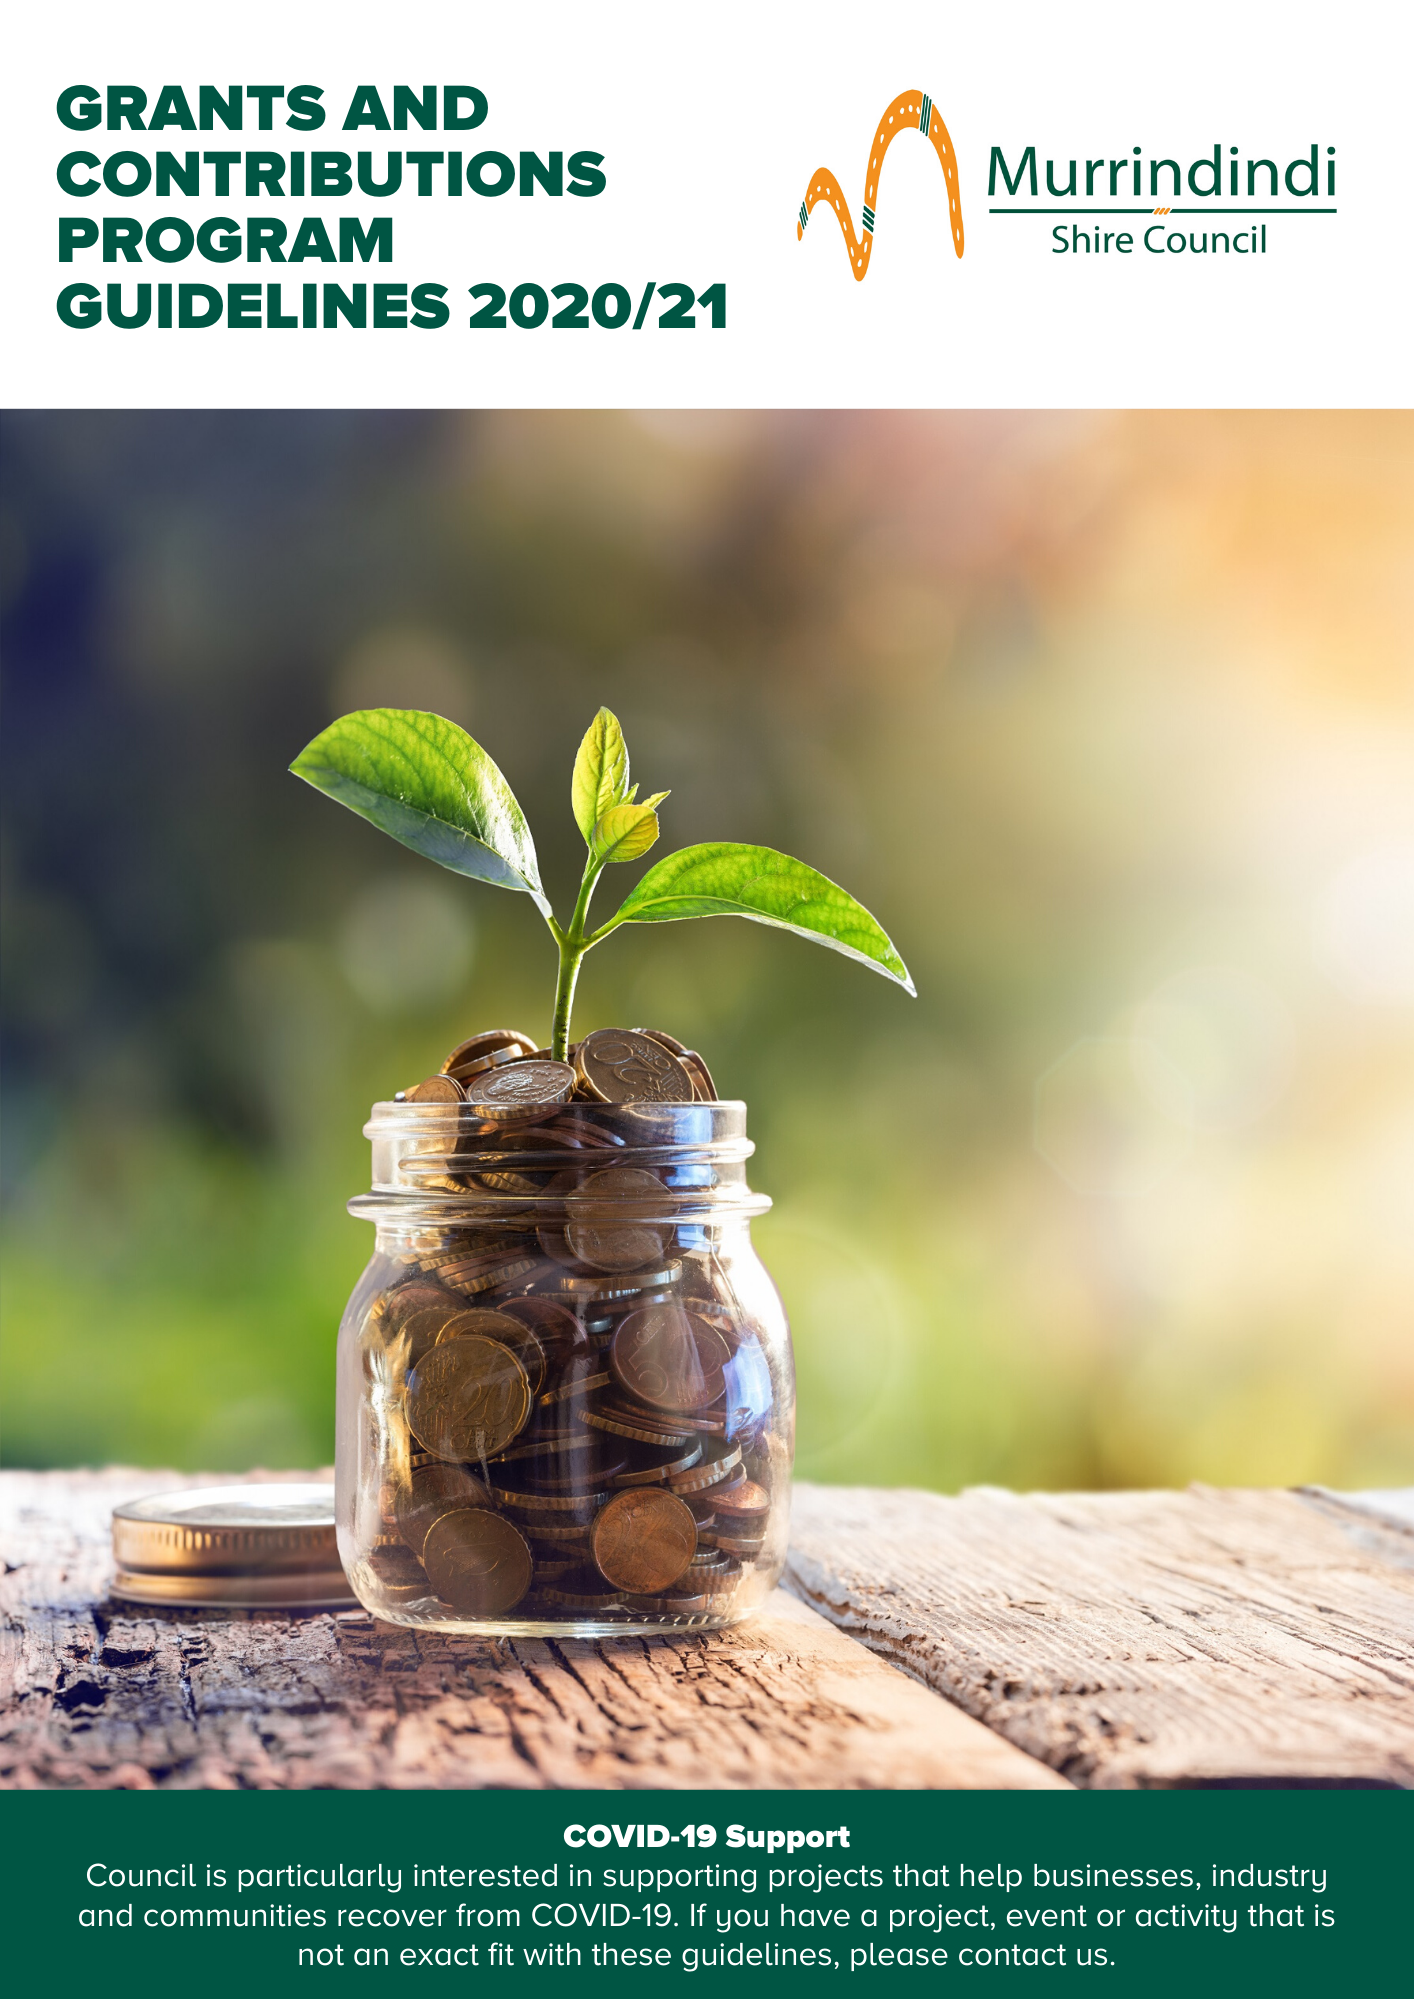 GRANTS AND
CONTRIBUTIONS
PROGRAM
GUIDELINES 2020/21
Murrindindi
Shire Council
20
COVID-19 Support
Council is particularly interested in supporting projects that help businesses, industry
and communities recover from COVID-19. If you have a project, event or activity that is
not an exact fit with these guidelines, please contact us.